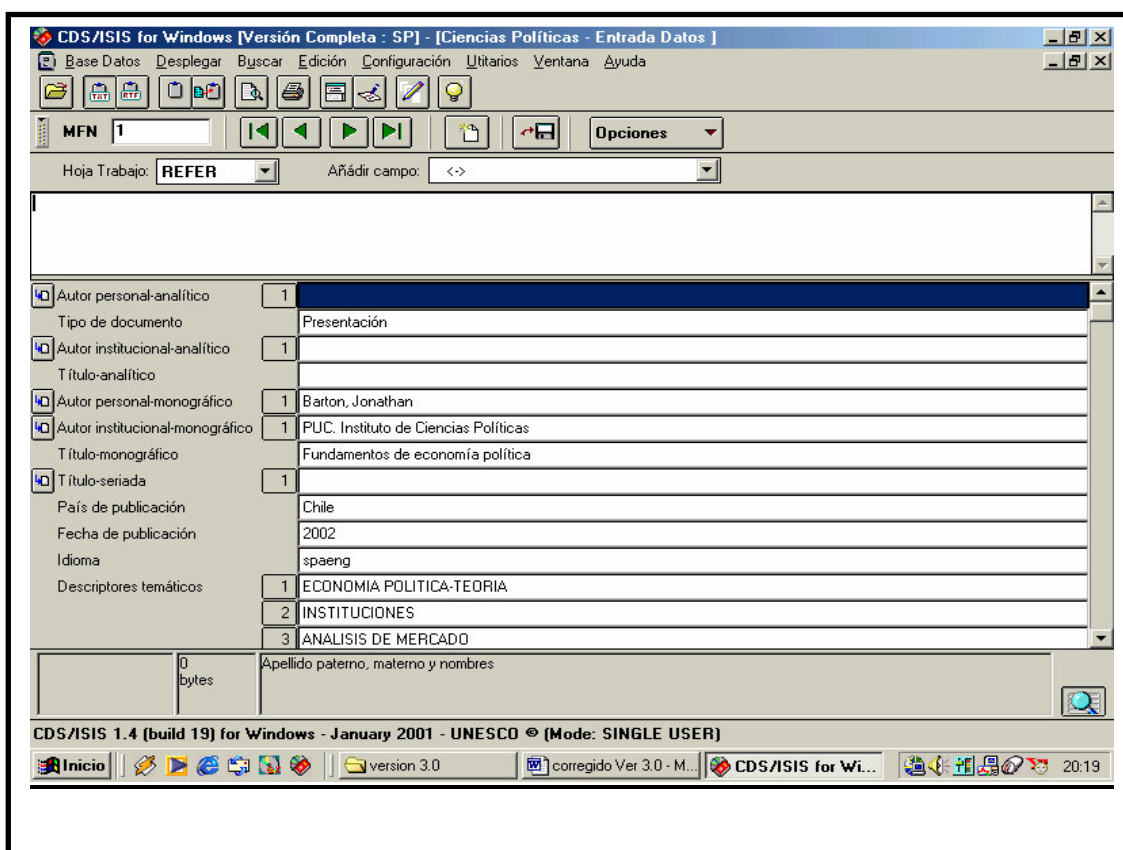 CDS/ISIS for Windows [Versión Completa : SP] - [Ciencias Políticas - Entrada Datos ]
Base Datos Desplegar Buscar Edición Configuración Utitarios Ventana Ayuda
TXT RTF
MFN 1 Opciones
Hoja Trabajo: REFER Añádir campo: <->
Autor personal-analítico 1
Tipo de documento Presentación
Autor institucional-analítico 1
Título-analítico
Autor personal-monográfico 1 Barton, Jonathan
Autor institucional-monográfico 1 PUC. Instituto de Ciencias Políticas
Título-monográfico Fundamentos de economía política
Título-seriada 1
País de publicación Chile
Fecha de publicación 2002
Idioma spaeng
Descriptores temáticos 1 ECONOMIA POLITICA-TEORIA
2 INSTITUCIONES
3 ANALISIS DE MERCADO
0 bytes Apellido paterno, materno y nombres
CDS/ISIS 1.4 (build 19) for Windows - January 2001 - UNESCO © (Mode: SINGLE USER)
Inicio version 3.0 corregido Ver 3.0 - M... CDS/ISIS for Wi... 20:19